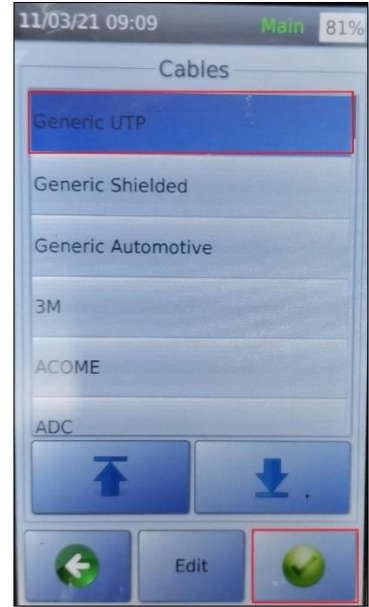 11/03/21 09:09 Main 81%
Cables
Generic UTP
Generic Shielded
Generic Automotive
3M
ACOME
ADC
Edit